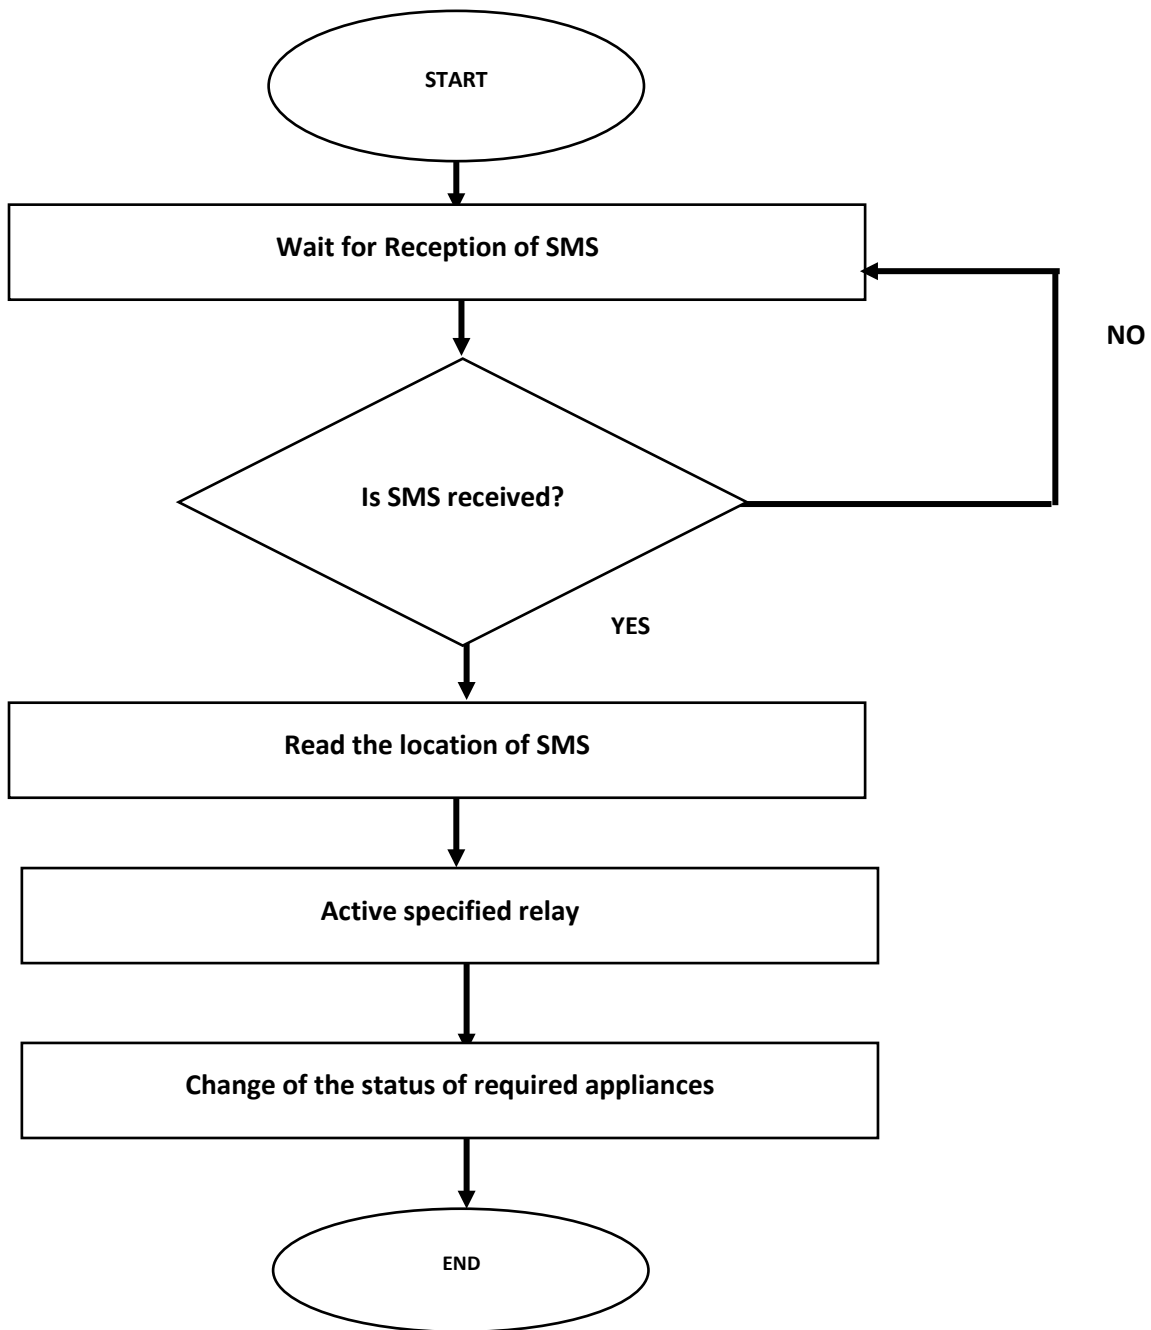 START
Wait for Reception of SMS
NO
Is SMS received?
YES
Read the location of SMS
Active specified relay
Change of the status of required appliances
END